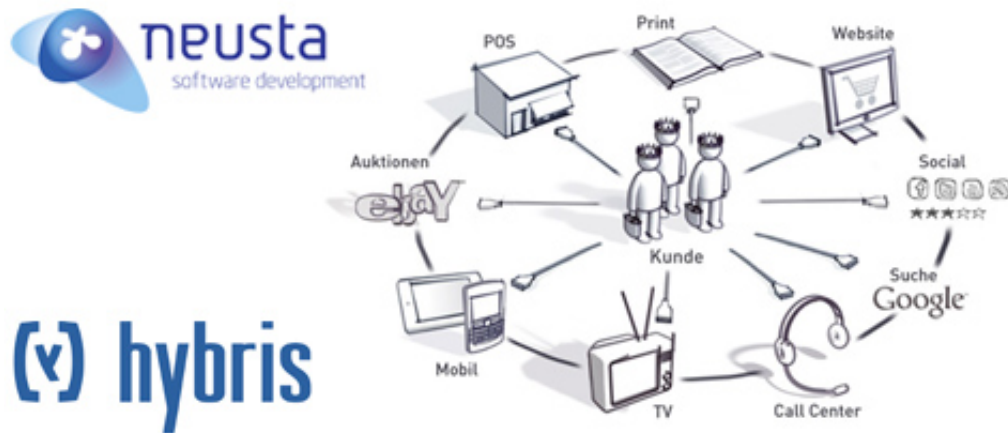 neusta
software development
POS
Print
Website
Auktionen
ebay
Social
Kunde
Suche
Google
Mobil
TV
Call Center
hybris